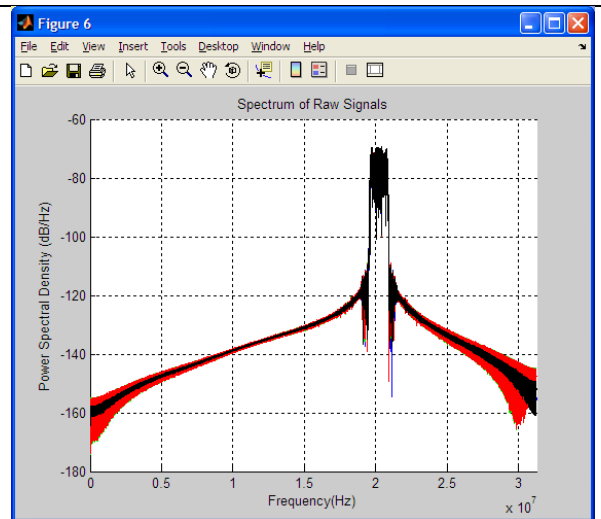 Figure 6
File Edit View Insert Tools Desktop Window Help
Spectrum of Raw Signals
Power Spectral Density (dB/Hz)
-60
-80
-100
-120
-140
-160
-180
0 0.5 1 1.5 2 2.5 3
Frequency(Hz)
x 10^7